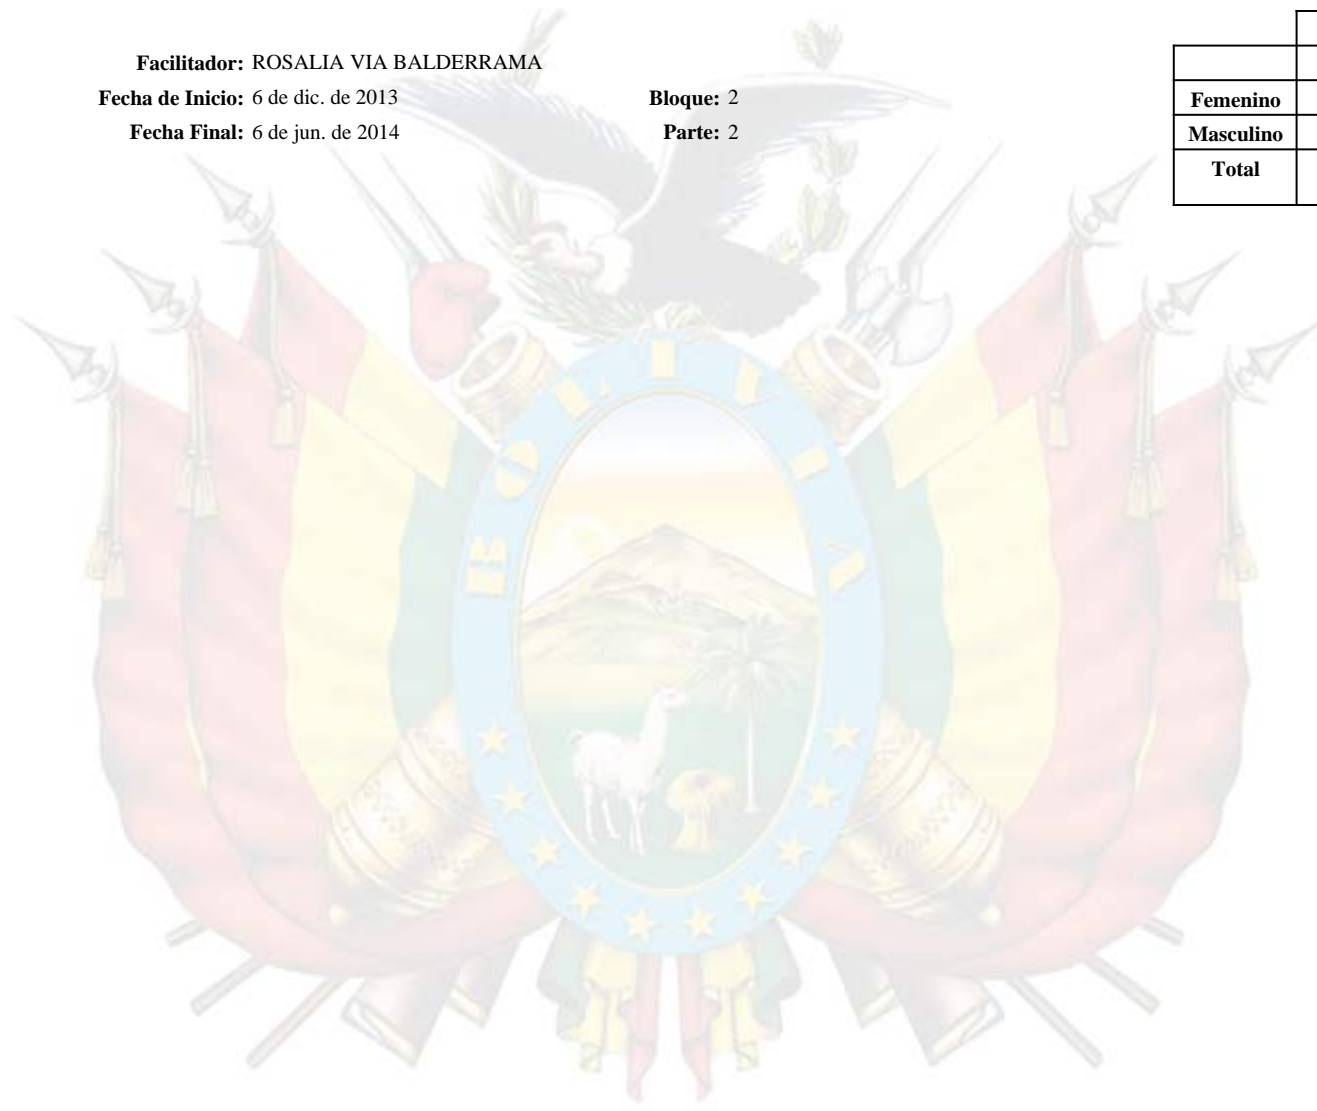 Facilitador: ROSALIA VIA BALDERRAMA
Fecha de Inicio: 6 de dic. de 2013 Bloque: 2
Fecha Final: 6 de jun. de 2014 Parte: 2
Femenino
Masculino
Total
BOLIVIA